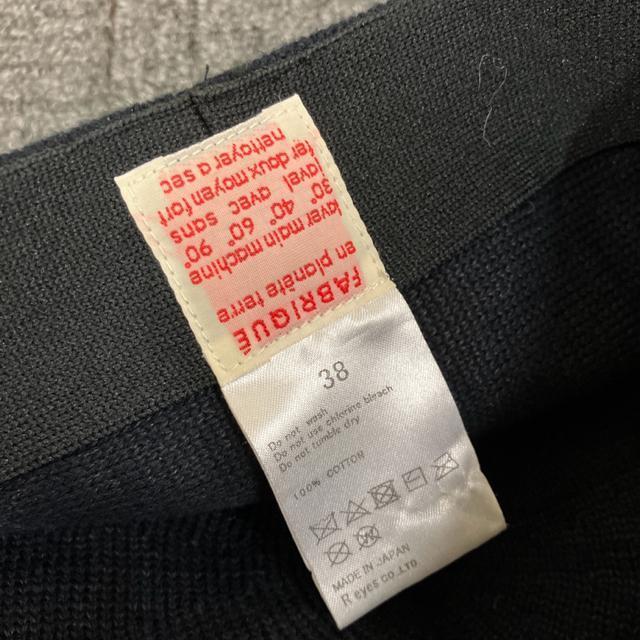 FABRIQUÉ
en planète terre
laver main machine
30° 40° 60° 90°
lavel avec sans
fer doux moyen fort
nettoyer a sec
38
Do not wash
Do not use chlorine bleach
Do not tumble dry
100% COTTON
MADE IN JAPAN
R eyes co.,LTD